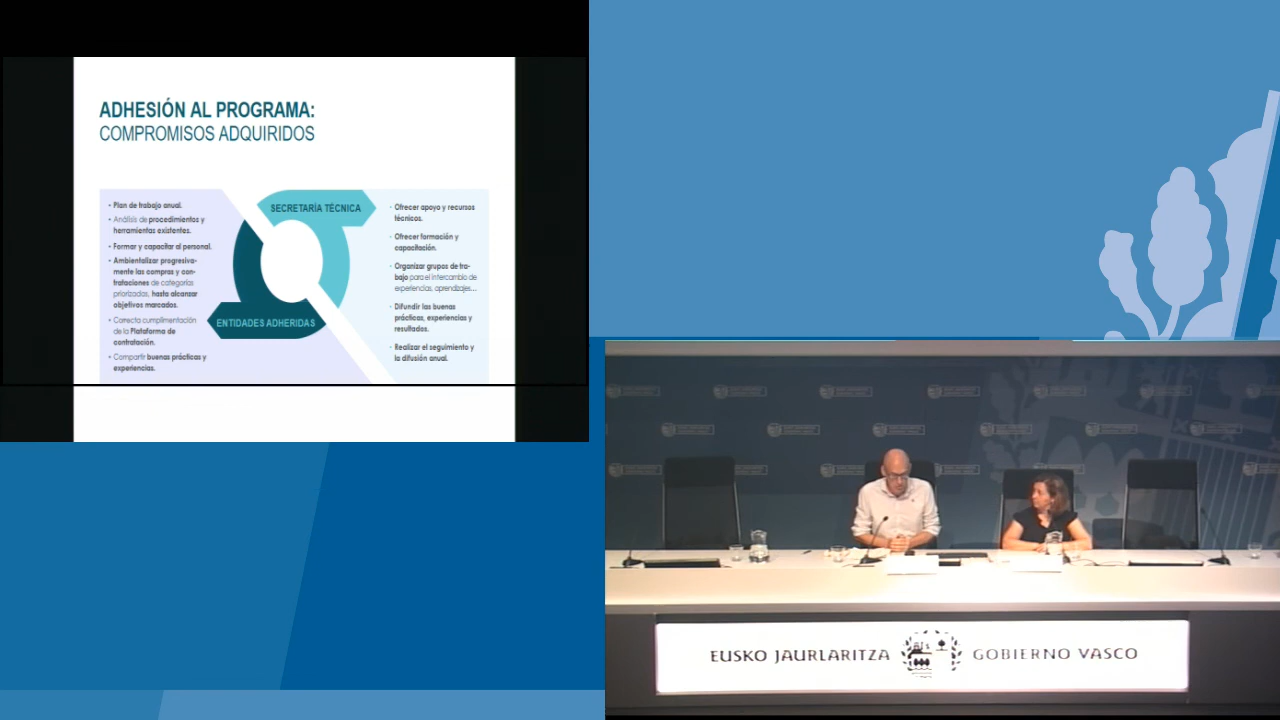 ADHESIÓN AL PROGRAMA:
COMPROMISOS ADQUIRIDOS
• Plan de trabajo anual.
• Análisis de procedimientos y
herramientas existentes.
• Formar y capacitar al personal.
• Ambientalizar progresiva-
mente las compras y con-
trataciones de categorías
priorizadas, hasta alcanzar
objetivos marcados.
• Correcta cumplimentación
de la Plataforma de
contratación.
• Compartir buenas prácticas y
experiencias.
SECRETARÍA TÉCNICA
ENTIDADES ADHERIDAS
· Ofrecer apoyo y recursos
técnicos.
· Ofrecer formación y
capacitación.
· Organizar grupos de tra-
bajo para el intercambio de
experiencias, aprendizajes...
· Difundir las buenas
prácticas, experiencias y
resultados.
· Realizar el seguimiento y
la difusión anual.
EUSKO JAURLARITZA GOBIERNO VASCO